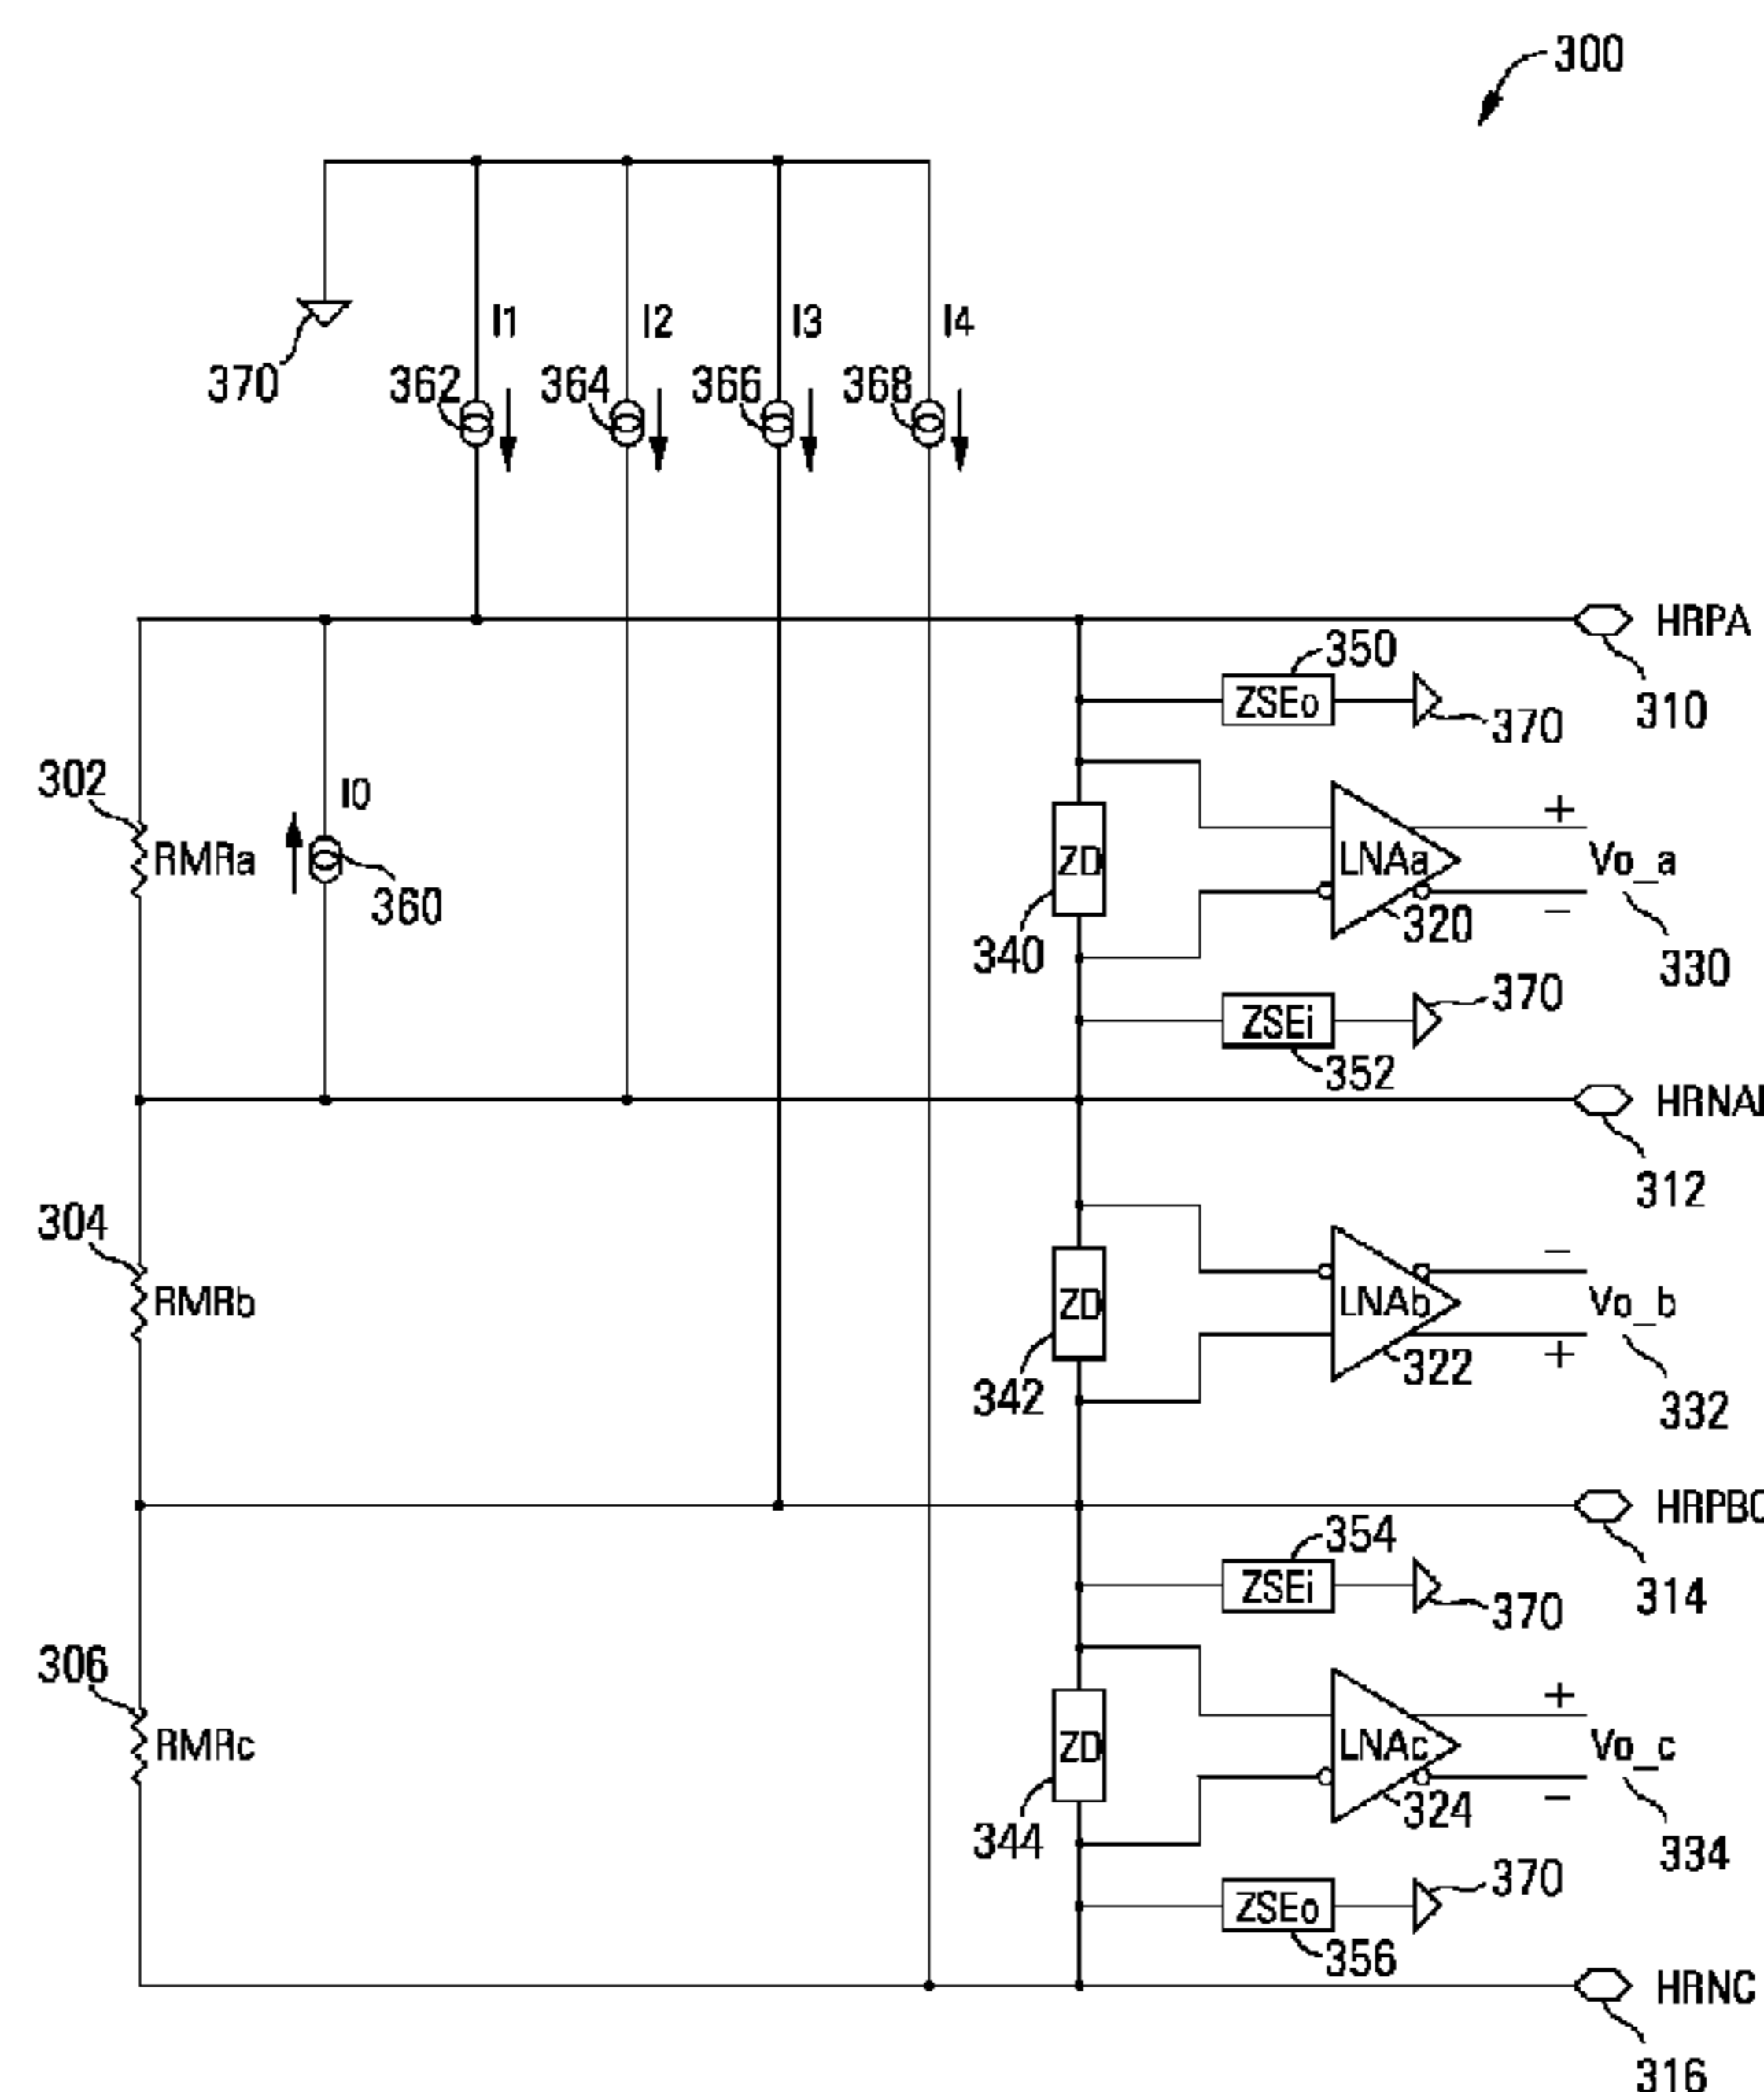 300
I1 I2 I3 I4
370 362 364 366 368
HRPA
350
ZSEo
370 310
302
I0
RMRa
360
ZD
340
LNAa
320
+
Vo_a
−
330
370
ZSEi
352
312
304
RMRb
ZD
342
LNAb
322
−
Vo_b
+
332
354
ZSEi
370 314
306
RMRc
ZD
344
LNAc
324
+
Vo_c
−
334
370
ZSEo
356
HRNC
316